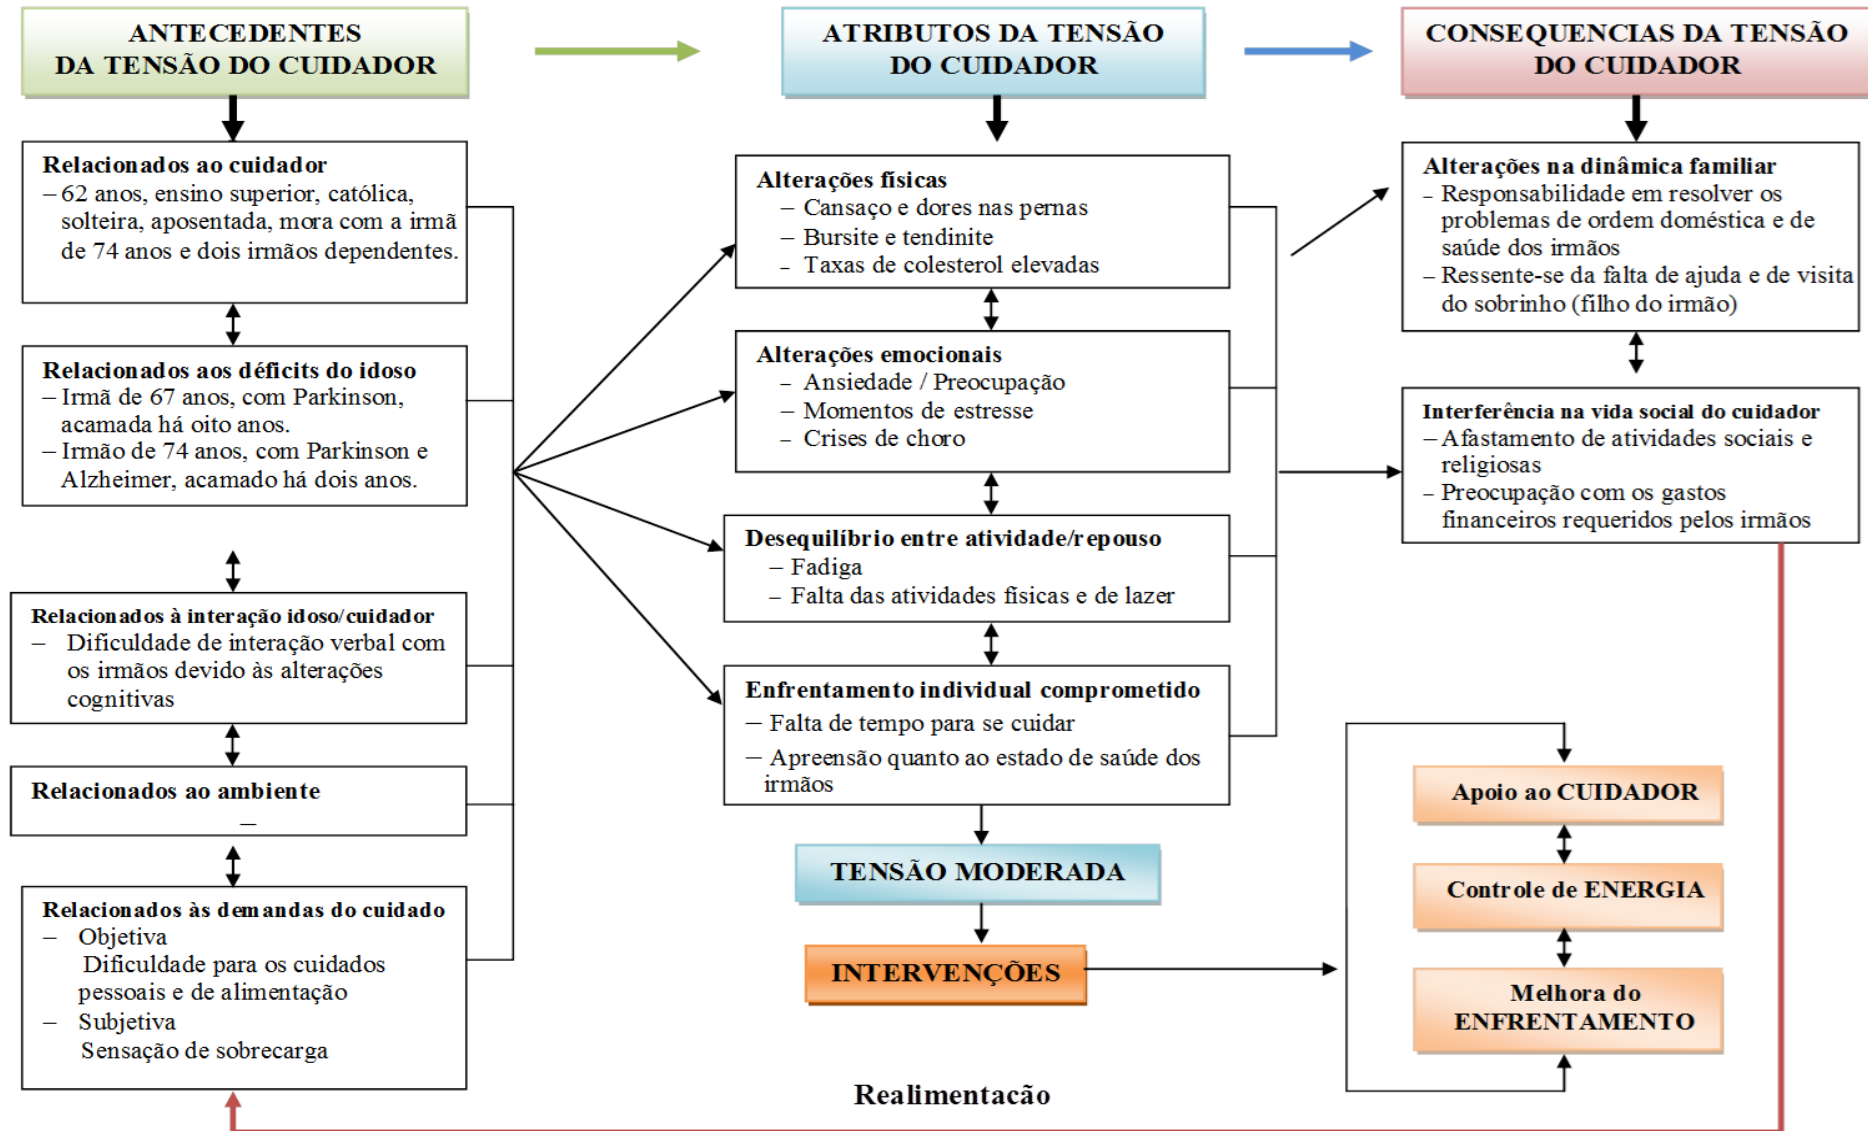 ANTECEDENTES
DA TENSÃO DO CUIDADOR
ATRIBUTOS DA TENSÃO
DO CUIDADOR
CONSEQUENCIAS DA TENSÃO
DO CUIDADOR
Relacionados ao cuidador
– 62 anos, ensino superior, católica,
solteira, aposentada, mora com a irmã
de 74 anos e dois irmãos dependentes.
Relacionados aos déficits do idoso
– Irmã de 67 anos, com Parkinson,
acamada há oito anos.
– Irmão de 74 anos, com Parkinson e
Alzheimer, acamado há dois anos.
Relacionados à interação idoso/cuidador
– Dificuldade de interação verbal com
os irmãos devido às alterações
cognitivas
Relacionados ao ambiente
–
Relacionados às demandas do cuidado
– Objetiva
Dificuldade para os cuidados
pessoais e de alimentação
– Subjetiva
Sensação de sobrecarga
Alterações físicas
– Cansaço e dores nas pernas
– Bursite e tendinite
– Taxas de colesterol elevadas
Alterações emocionais
– Ansiedade / Preocupação
– Momentos de estresse
– Crises de choro
Desequilíbrio entre atividade/repouso
– Fadiga
– Falta das atividades físicas e de lazer
Enfrentamento individual comprometido
– Falta de tempo para se cuidar
– Apreensão quanto ao estado de saúde dos
irmãos
TENSÃO MODERADA
INTERVENÇÕES
Alterações na dinâmica familiar
– Responsabilidade em resolver os
problemas de ordem doméstica e de
saúde dos irmãos
– Ressente-se da falta de ajuda e de visita
do sobrinho (filho do irmão)
Interferência na vida social do cuidador
– Afastamento de atividades sociais e
religiosas
– Preocupação com os gastos
financeiros requeridos pelos irmãos
Apoio ao CUIDADOR
Controle de ENERGIA
Melhora do
ENFRENTAMENTO
Realimentacão